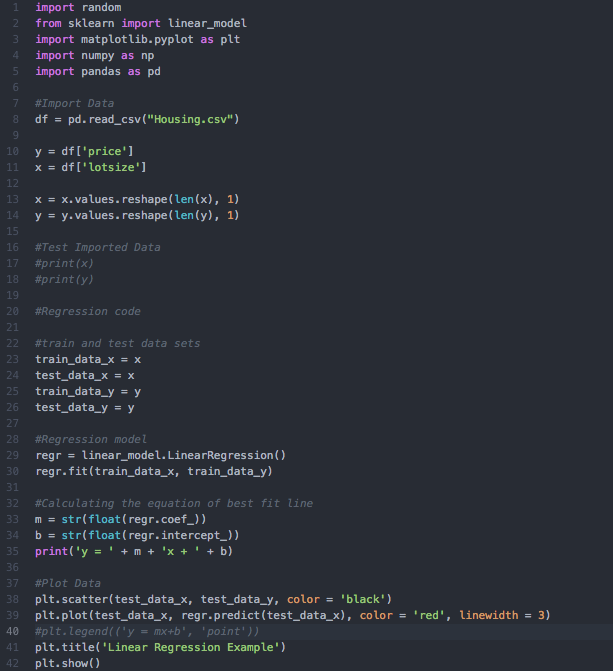 1 import random
2 from sklearn import linear_model
3 import matplotlib.pyplot as plt
4 import numpy as np
5 import pandas as pd
6
7 #Import Data
8 df = pd.read_csv("Housing.csv")
9
10 y = df['price']
11 x = df['lotsize']
12
13 x = x.values.reshape(len(x), 1)
14 y = y.values.reshape(len(y), 1)
15
16 #Test Imported Data
17 #print(x)
18 #print(y)
19
20 #Regression code
21
22 #train and test data sets
23 train_data_x = x
24 test_data_x = x
25 train_data_y = y
26 test_data_y = y
27
28 #Regression model
29 regr = linear_model.LinearRegression()
30 regr.fit(train_data_x, train_data_y)
31
32 #Calculating the equation of best fit line
33 m = str(float(regr.coef_))
34 b = str(float(regr.intercept_))
35 print('y = ' + m + 'x + ' + b)
36
37 #Plot Data
38 plt.scatter(test_data_x, test_data_y, color = 'black')
39 plt.plot(test_data_x, regr.predict(test_data_x), color = 'red', linewidth = 3)
40 #plt.legend(('y = mx+b', 'point'))
41 plt.title('Linear Regression Example')
42 plt.show()